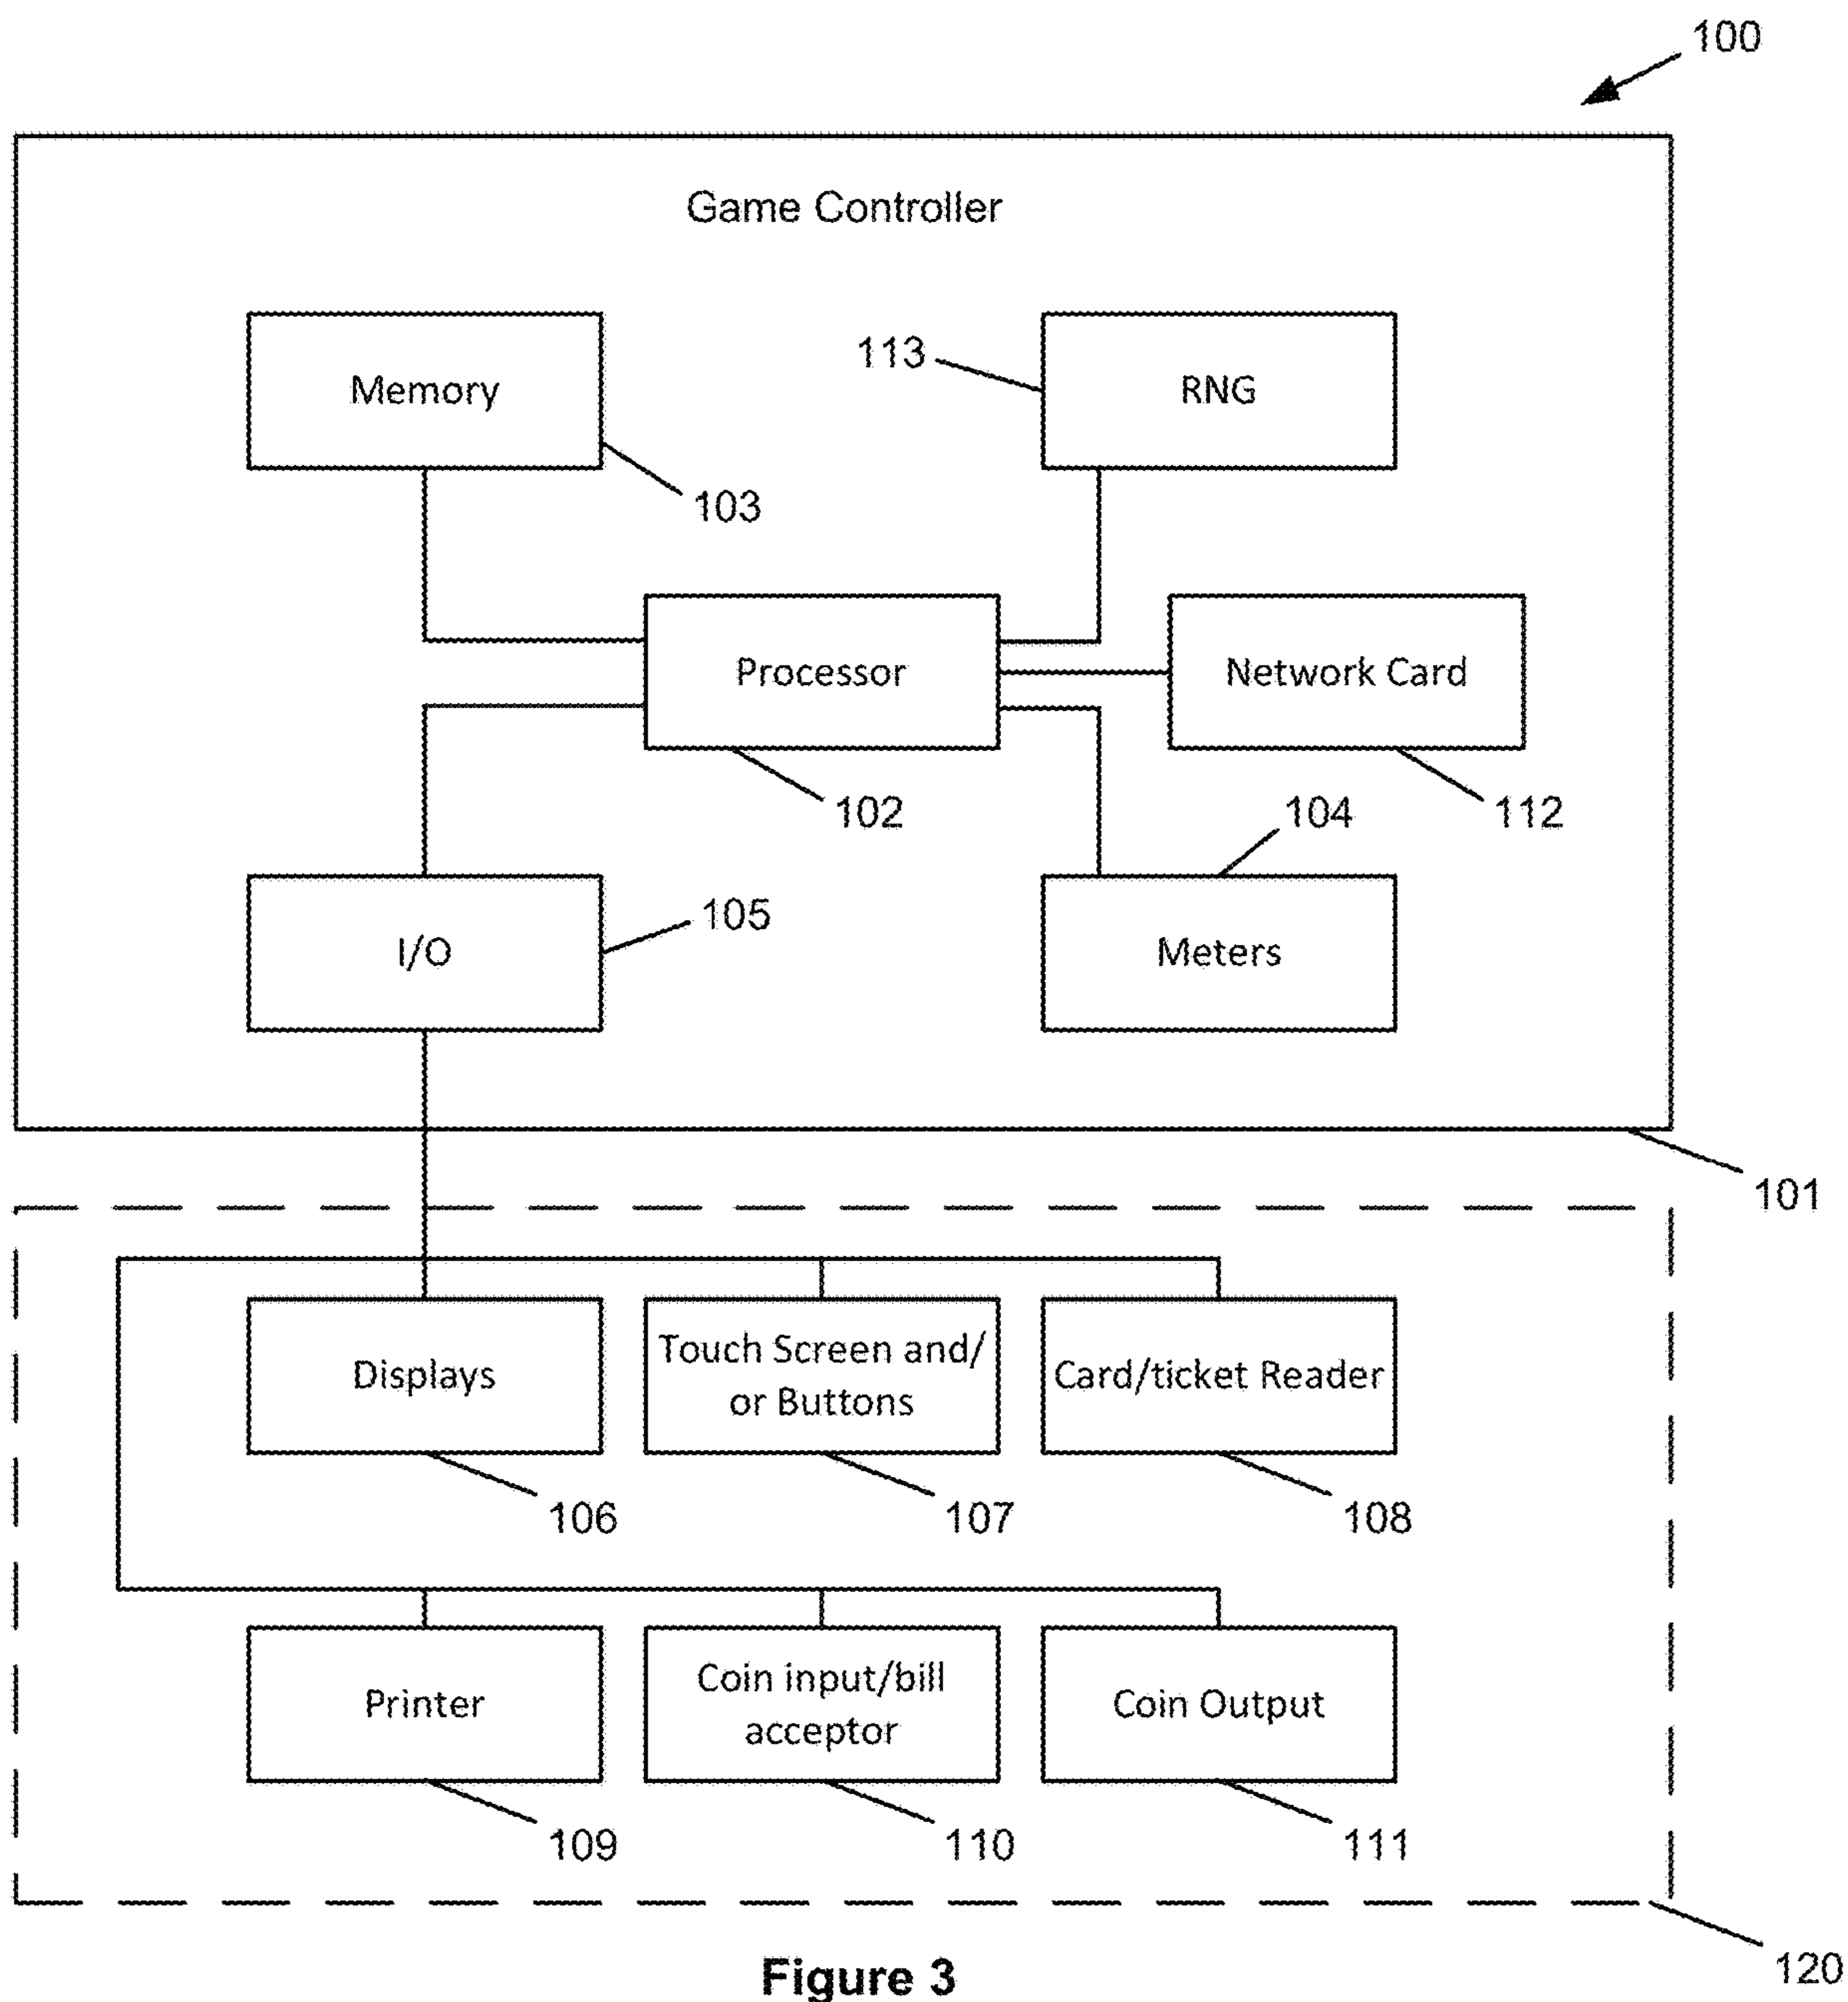 100
Game Controller
Memory
113
RNG
103
Processor
Network Card
102
104
112
I/O
105
Meters
101
Displays
Touch Screen and/
or Buttons
Card/ticket Reader
106
107
108
Printer
Coin input/bill
acceptor
Coin Output
109
110
111
120
Figure 3